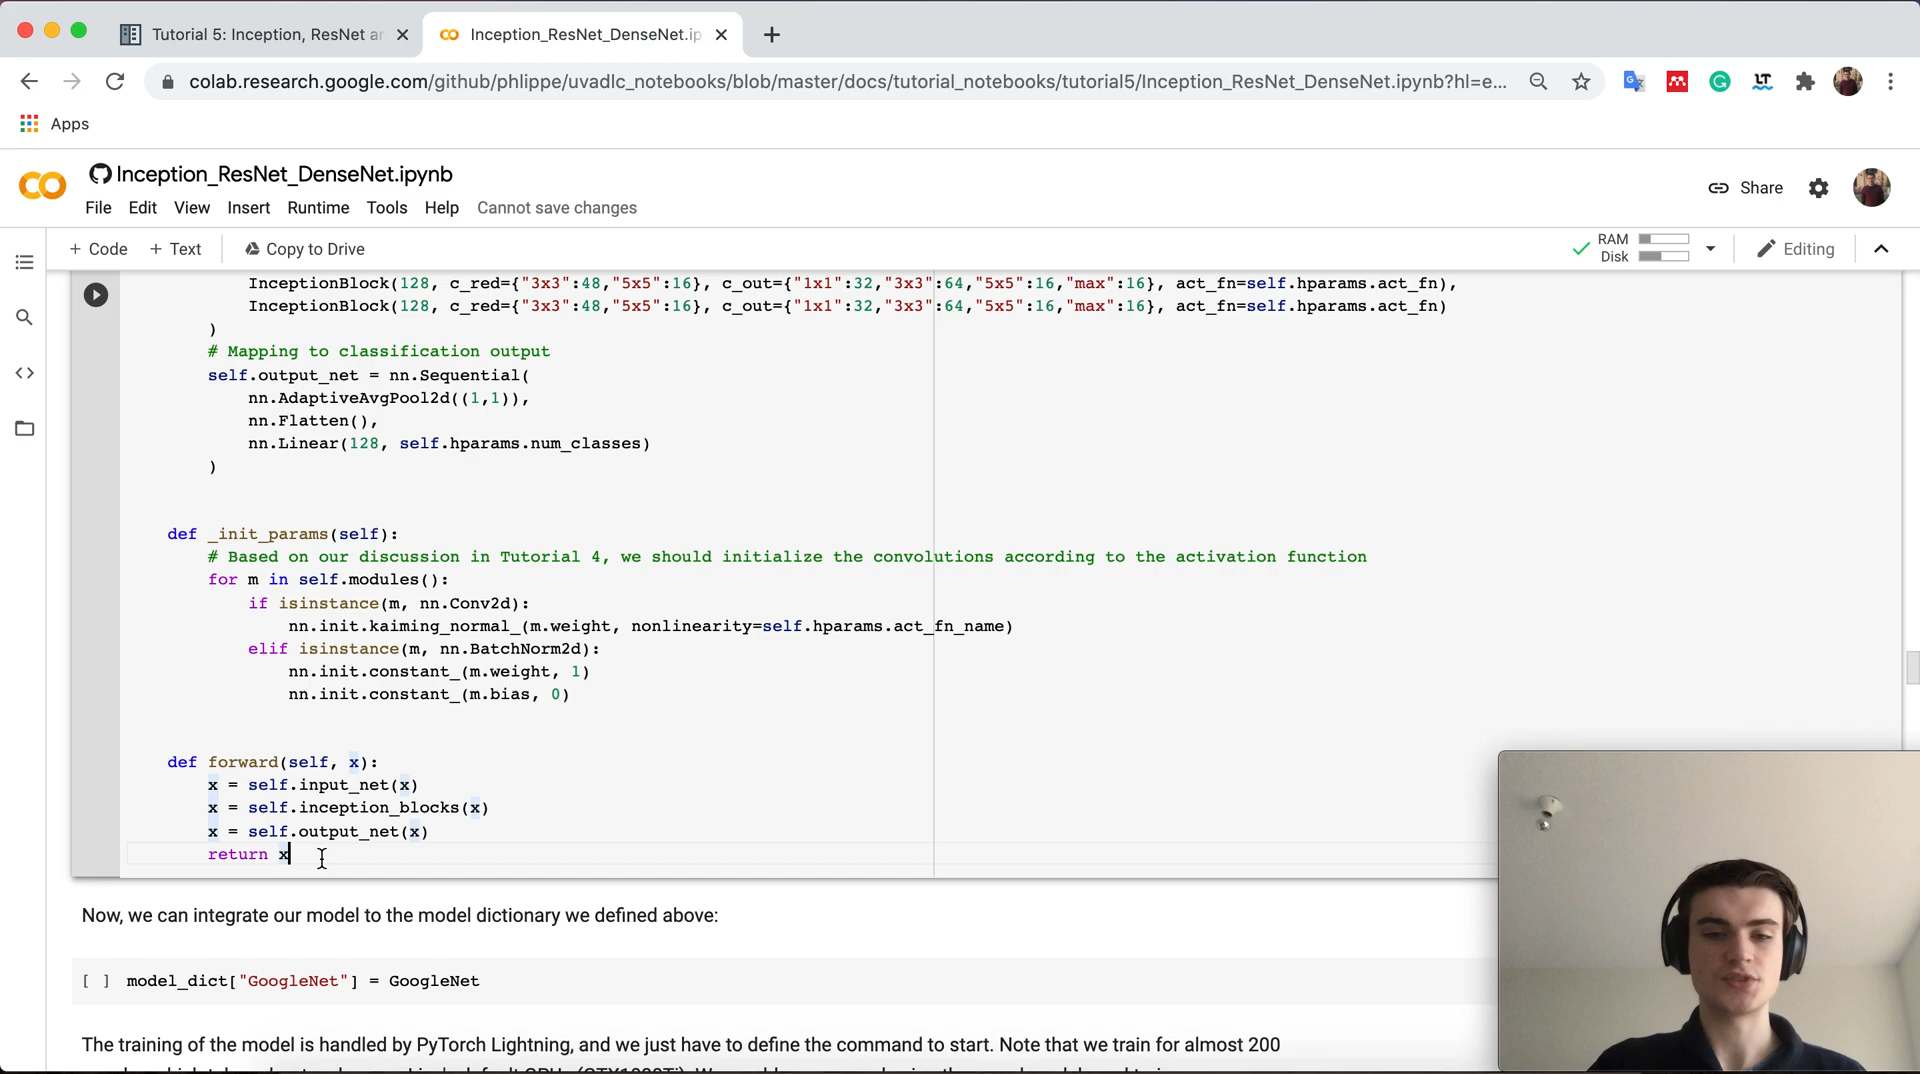 Tutorial 5: Inception, ResNet ar
Inception_ResNet_DenseNet.ip
colab.research.google.com/github/phlippe/uvadlc_notebooks/blob/master/docs/tutorial_notebooks/tutorial5/Inception_ResNet_DenseNet.ipynb?hl=e...
Apps
Inception_ResNet_DenseNet.ipynb
Share
File Edit View Insert Runtime Tools Help Cannot save changes
+ Code + Text Copy to Drive
RAM
Disk
Editing
InceptionBlock(128, c_red={"3x3":48,"5x5":16}, c_out={"1x1":32,"3x3":64,"5x5":16,"max":16}, act_fn=self.hparams.act_fn),
InceptionBlock(128, c_red={"3x3":48,"5x5":16}, c_out={"1x1":32,"3x3":64,"5x5":16,"max":16}, act_fn=self.hparams.act_fn)
)
# Mapping to classification output
self.output_net = nn.Sequential(
nn.AdaptiveAvgPool2d((1,1)),
nn.Flatten(),
nn.Linear(128, self.hparams.num_classes)
)
def _init_params(self):
# Based on our discussion in Tutorial 4, we should initialize the convolutions according to the activation function
for m in self.modules():
if isinstance(m, nn.Conv2d):
nn.init.kaiming_normal_(m.weight, nonlinearity=self.hparams.act_fn_name)
elif isinstance(m, nn.BatchNorm2d):
nn.init.constant_(m.weight, 1)
nn.init.constant_(m.bias, 0)
def forward(self, x):
x = self.input_net(x)
x = self.inception_blocks(x)
x = self.output_net(x)
return x
Now, we can integrate our model to the model dictionary we defined above:
[ ] model_dict["GoogleNet"] = GoogleNet
The training of the model is handled by PyTorch Lightning, and we just have to define the command to start. Note that we train for almost 200